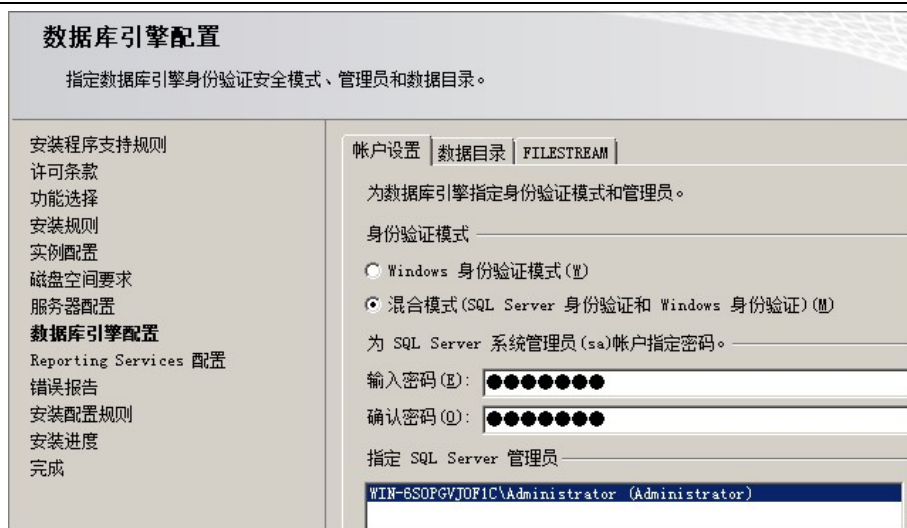 数据库引擎配置
指定数据库引擎身份验证安全模式、管理员和数据目录。
安装程序支持规则
许可条款
功能选择
安装规则
实例配置
磁盘空间要求
服务器配置
数据库引擎配置
Reporting Services 配置
错误报告
安装配置规则
安装进度
完成
帐户设置 数据目录 FILESTREAM
为数据库引擎指定身份验证模式和管理员。
身份验证模式
Windows 身份验证模式(W)
混合模式(SQL Server 身份验证和 Windows 身份验证)(M)
为 SQL Server 系统管理员(sa)帐户指定密码。
输入密码(E): ●●●●●●●
确认密码(O): ●●●●●●●
指定 SQL Server 管理员
WIN-6SOPGVJOF1C\Administrator (Administrator)